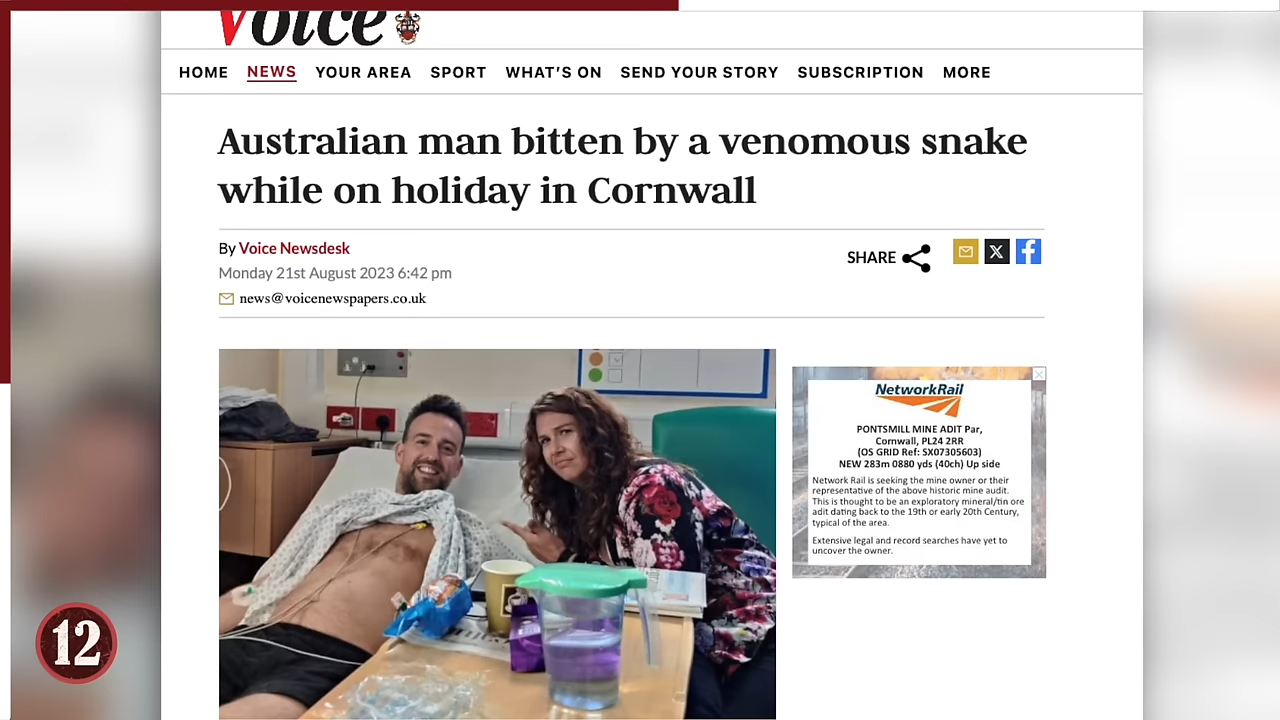 Voice
HOME NEWS YOUR AREA SPORT WHAT'S ON SEND YOUR STORY SUBSCRIPTION MORE
Australian man bitten by a venomous snake
while on holiday in Cornwall
By Voice Newsdesk
Monday 21st August 2023 6:42 pm
news@voicenewspapers.co.uk
SHARE
NetworkRail
PONTSMILL MINE ADIT Par,
Cornwall, PL24 2RR
(OS GRID Ref: SX07305603)
NEW 283m 0880 yds (40ch) Up side
Network Rail is seeking the mine owner or their
representative of the above historic mine audit.
This is thought to be an exploratory mineral/tin ore
adit dating back to the 19th or early 20th Century,
typical of the area.
Extensive legal and record searches have yet to
uncover the owner.
12